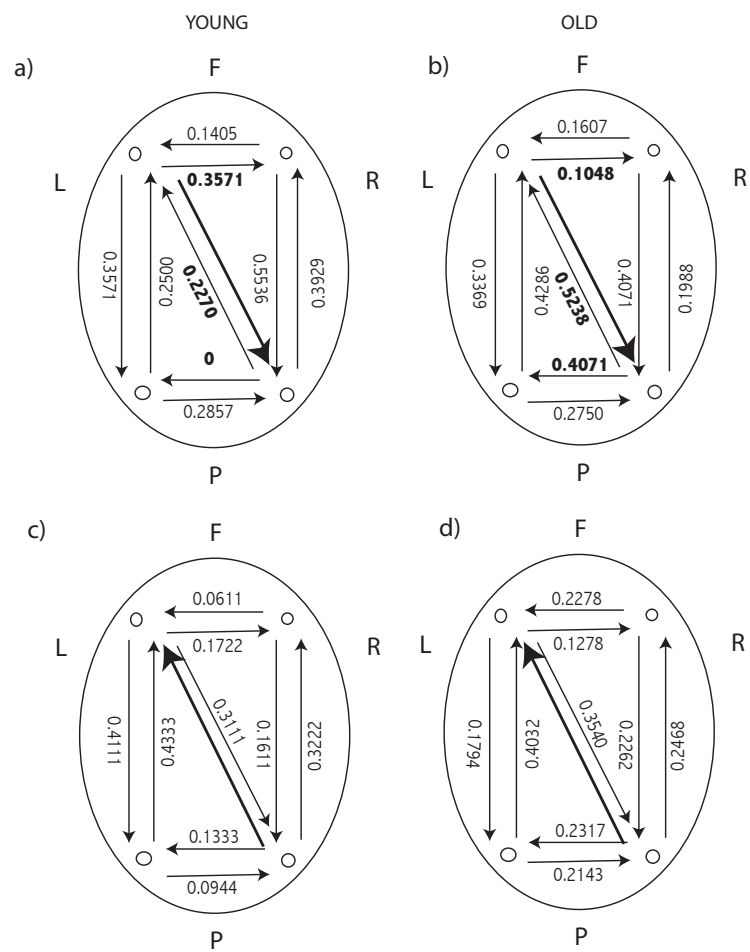 YOUNG
OLD
a)
F
b)
F
0.1405
0.3571
L
R
0.3571
0.2500
0.2270
0.5536
0.3929
0
0.2857
P
0.1607
0.1048
L
R
0.3369
0.4286
0.5238
0.4071
0.1988
0.4071
0.2750
P
c)
F
d)
F
0.0611
0.1722
L
R
0.4111
0.4333
0.3111
0.1611
0.3222
0.1333
0.0944
P
0.2278
0.1278
L
R
0.1794
0.4032
0.3540
0.2262
0.2468
0.2317
0.2143
P